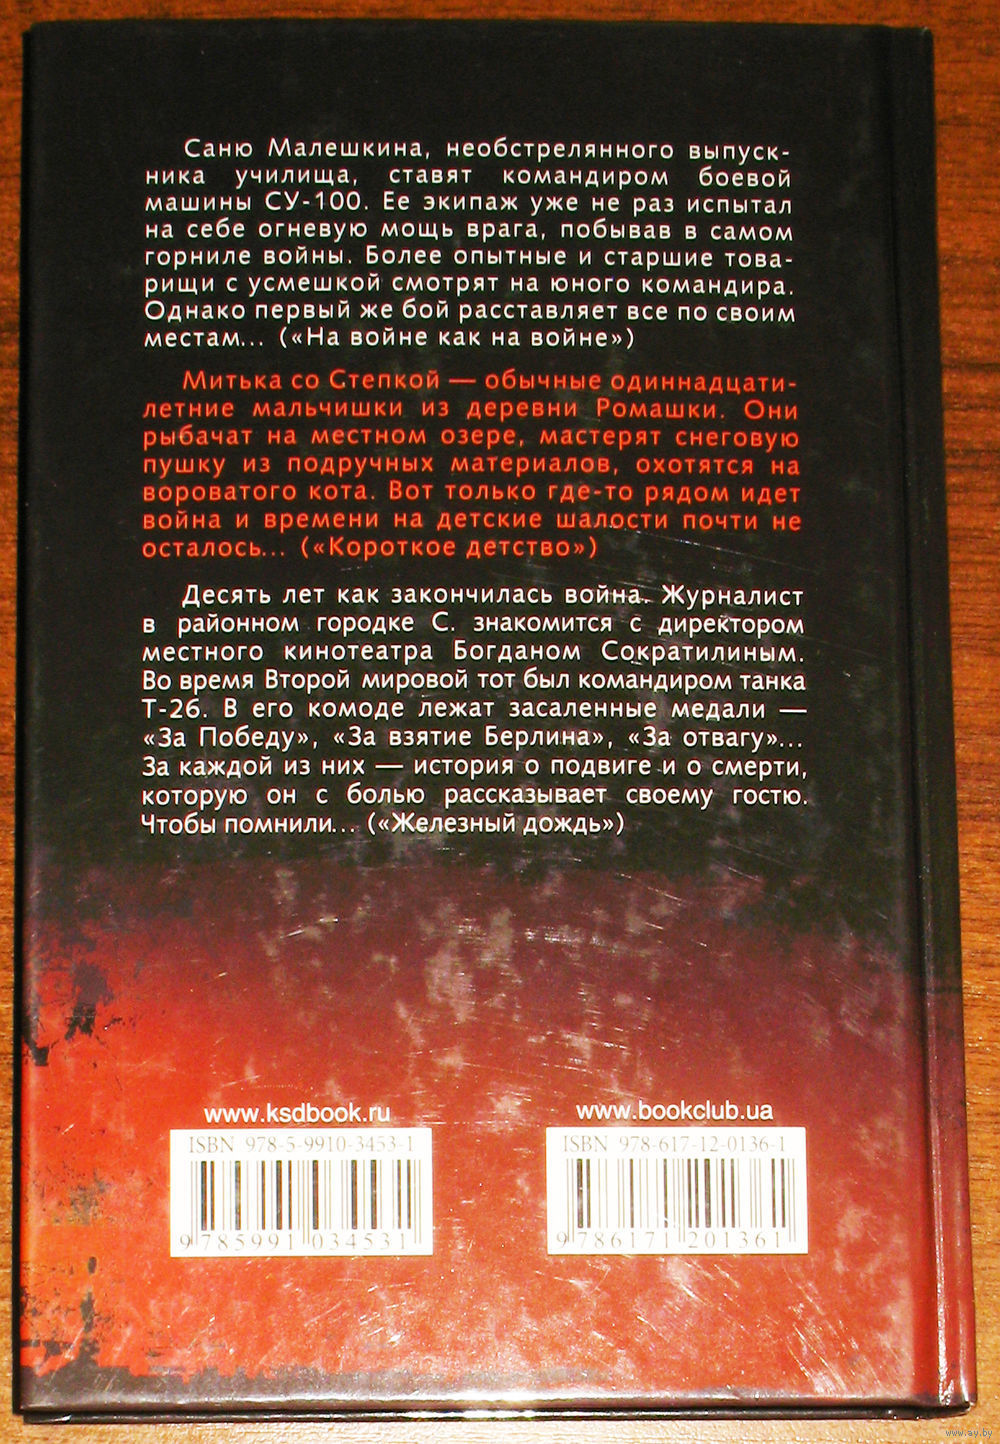 Саню Малешкина, необстрелянного выпуск-
ника училища, ставят командиром боевой
машины СУ-100. Ее экипаж уже не раз испытал
на себе огневую мощь врага, побывав в самом
горниле войны. Более опытные и старшие това-
рищи с усмешкой смотрят на юного командира.
Однако первый же бой расставляет все по своим
местам... («На войне как на войне»)
Митька со Степкой — обычные одиннадцати-
летние мальчишки из деревни Ромашки. Они
рыбачат на местном озере, мастерят снеговую
пушку из подручных материалов, охотятся на
вороватого кота. Вот только где-то рядом идет
война и времени на детские шалости почти не
осталось... («Короткое детство»)
Десять лет как закончилась война. Журналист
в районном городке С. знакомится с директором
местного кинотеатра Богданом Сократилиным.
Во время Второй мировой тот был командиром танка
Т-26. В его комоде лежат засаленные медали —
«За Победу», «За взятие Берлина», «За отвагу»...
За каждой из них — история о подвиге и о смерти,
которую он с болью рассказывает своему гостю.
Чтобы помнили... («Железный дождь»)
www.ksdbook.ru
ISBN 978-5-9910-3453-1
9 785991 034531
www.bookclub.ua
ISBN 978-617-12-0136-1
9 786171 201361
www.ay.by